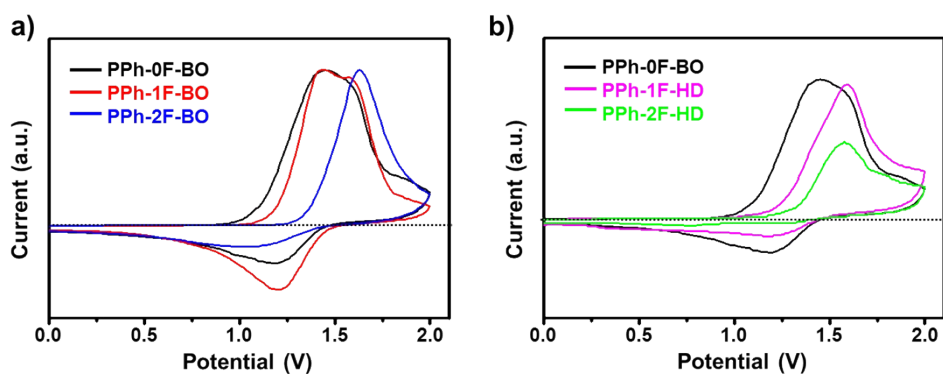 a)
PPh-0F-BO
PPh-1F-BO
PPh-2F-BO
Current (a.u.)
0.0 0.5 1.0 1.5 2.0
Potential (V)
b)
PPh-0F-BO
PPh-1F-HD
PPh-2F-HD
Current (a.u.)
0.0 0.5 1.0 1.5 2.0
Potential (V)